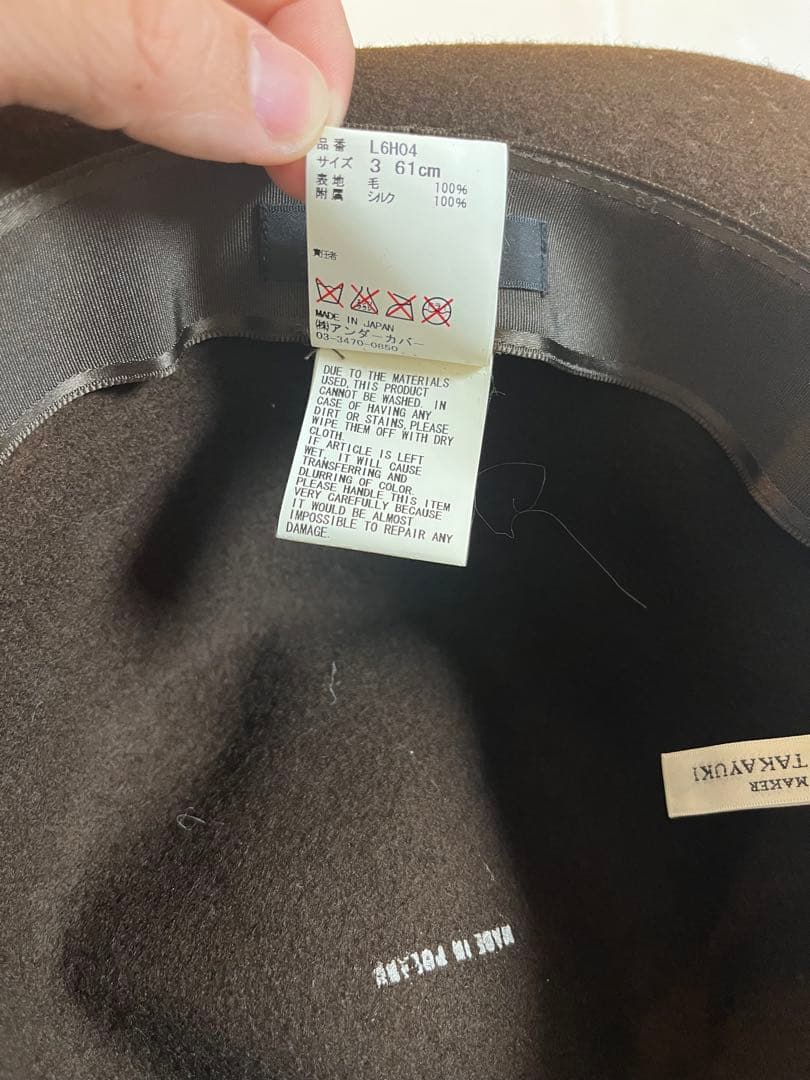 品番 L6H04
サイズ 3 61cm
表地 毛 100%
附属 シルク 100%
責任者
MADE IN JAPAN
(株)アンダーカバー
03-3470-0850
DUE TO THE MATERIALS
USED,THIS PRODUCT
CANNOT BE WASHED. IN
CASE OF HAVING ANY
DIRT OR STAINS,PLEASE
WIPE THEM OFF WITH DRY
CLOTH.
IF ARTICLE IS LEFT
WET, IT WILL CAUSE
TRANSFERRING AND
DLURRING OF COLOR.
PLEASE HANDLE THIS ITEM
VERY CAREFULLY BECAUSE
IT WOULD BE ALMOST
IMPOSSIBLE TO REPAIR ANY
DAMAGE.
MAKER
TAKAYUKI
MADE IN POLAND